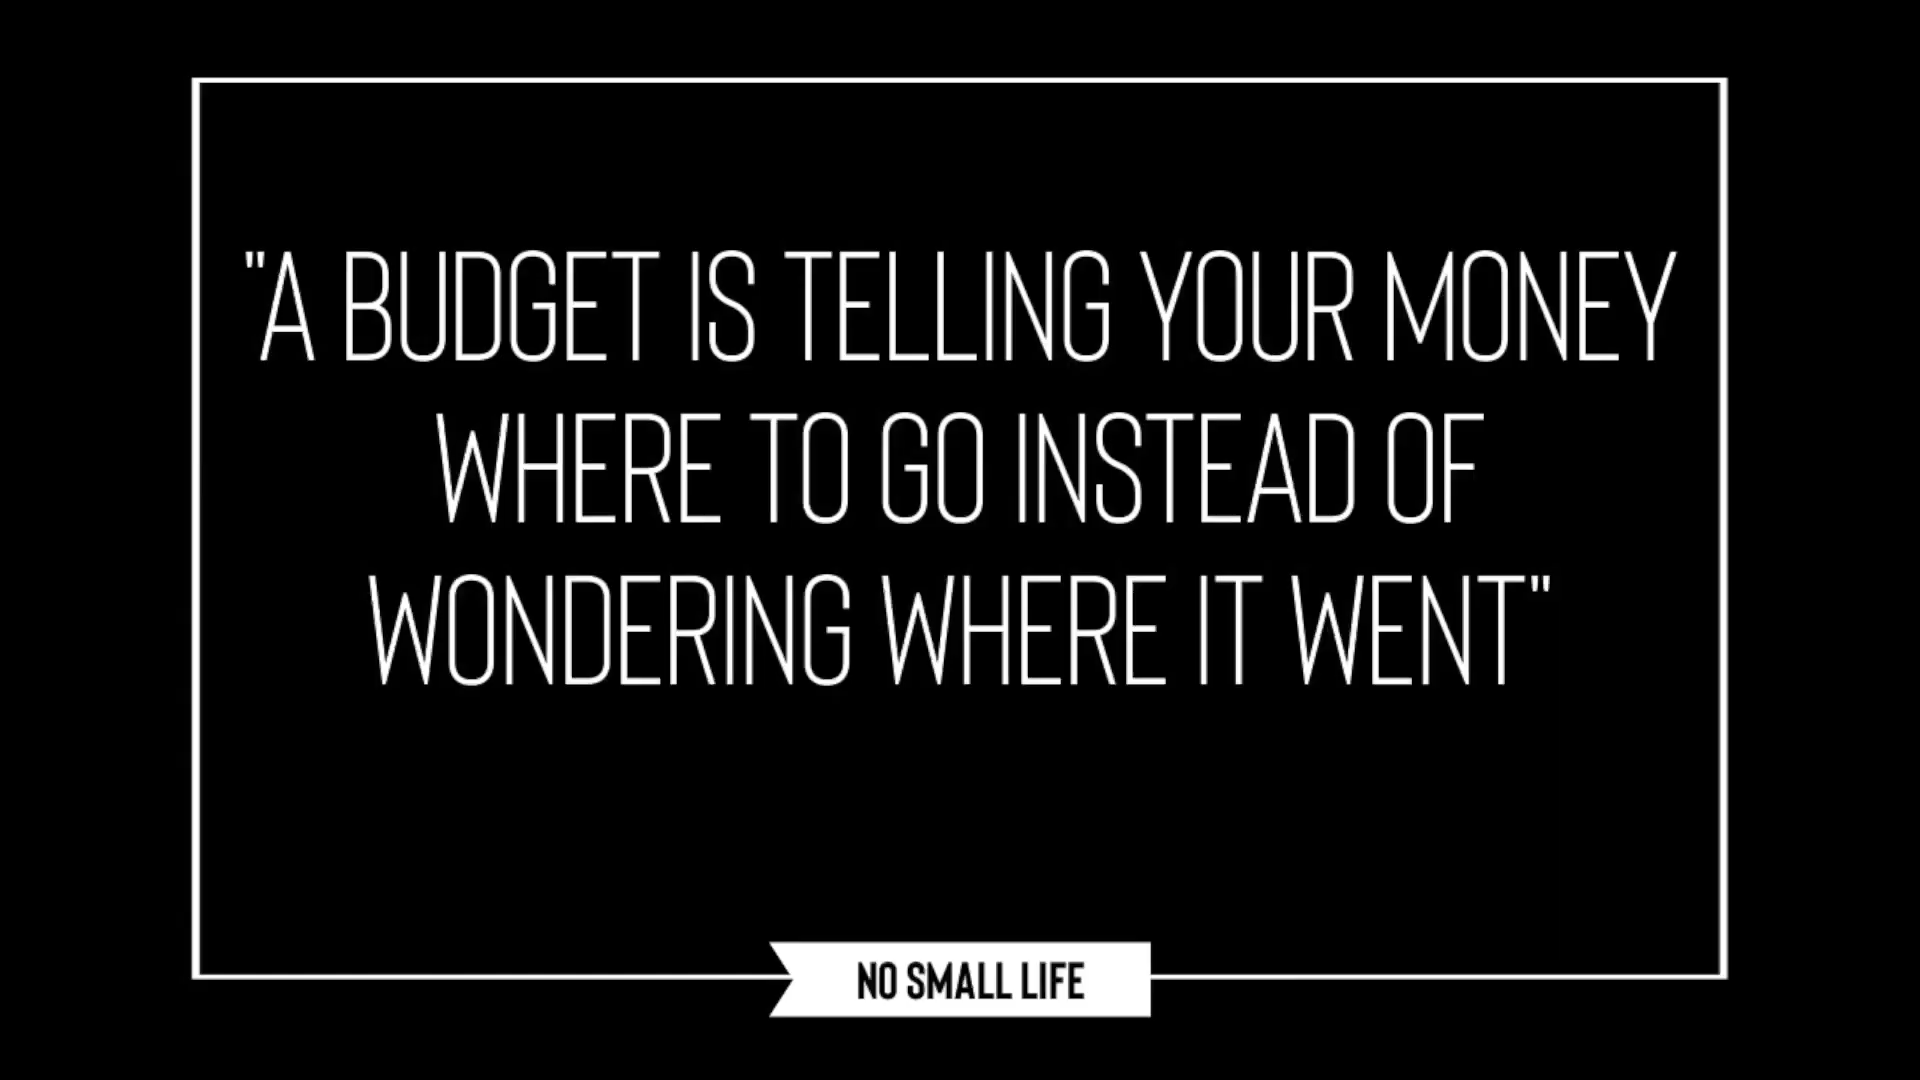 "A BUDGET IS TELLING YOUR MONEY
WHERE TO GO INSTEAD OF
WONDERING WHERE IT WENT"
NO SMALL LIFE